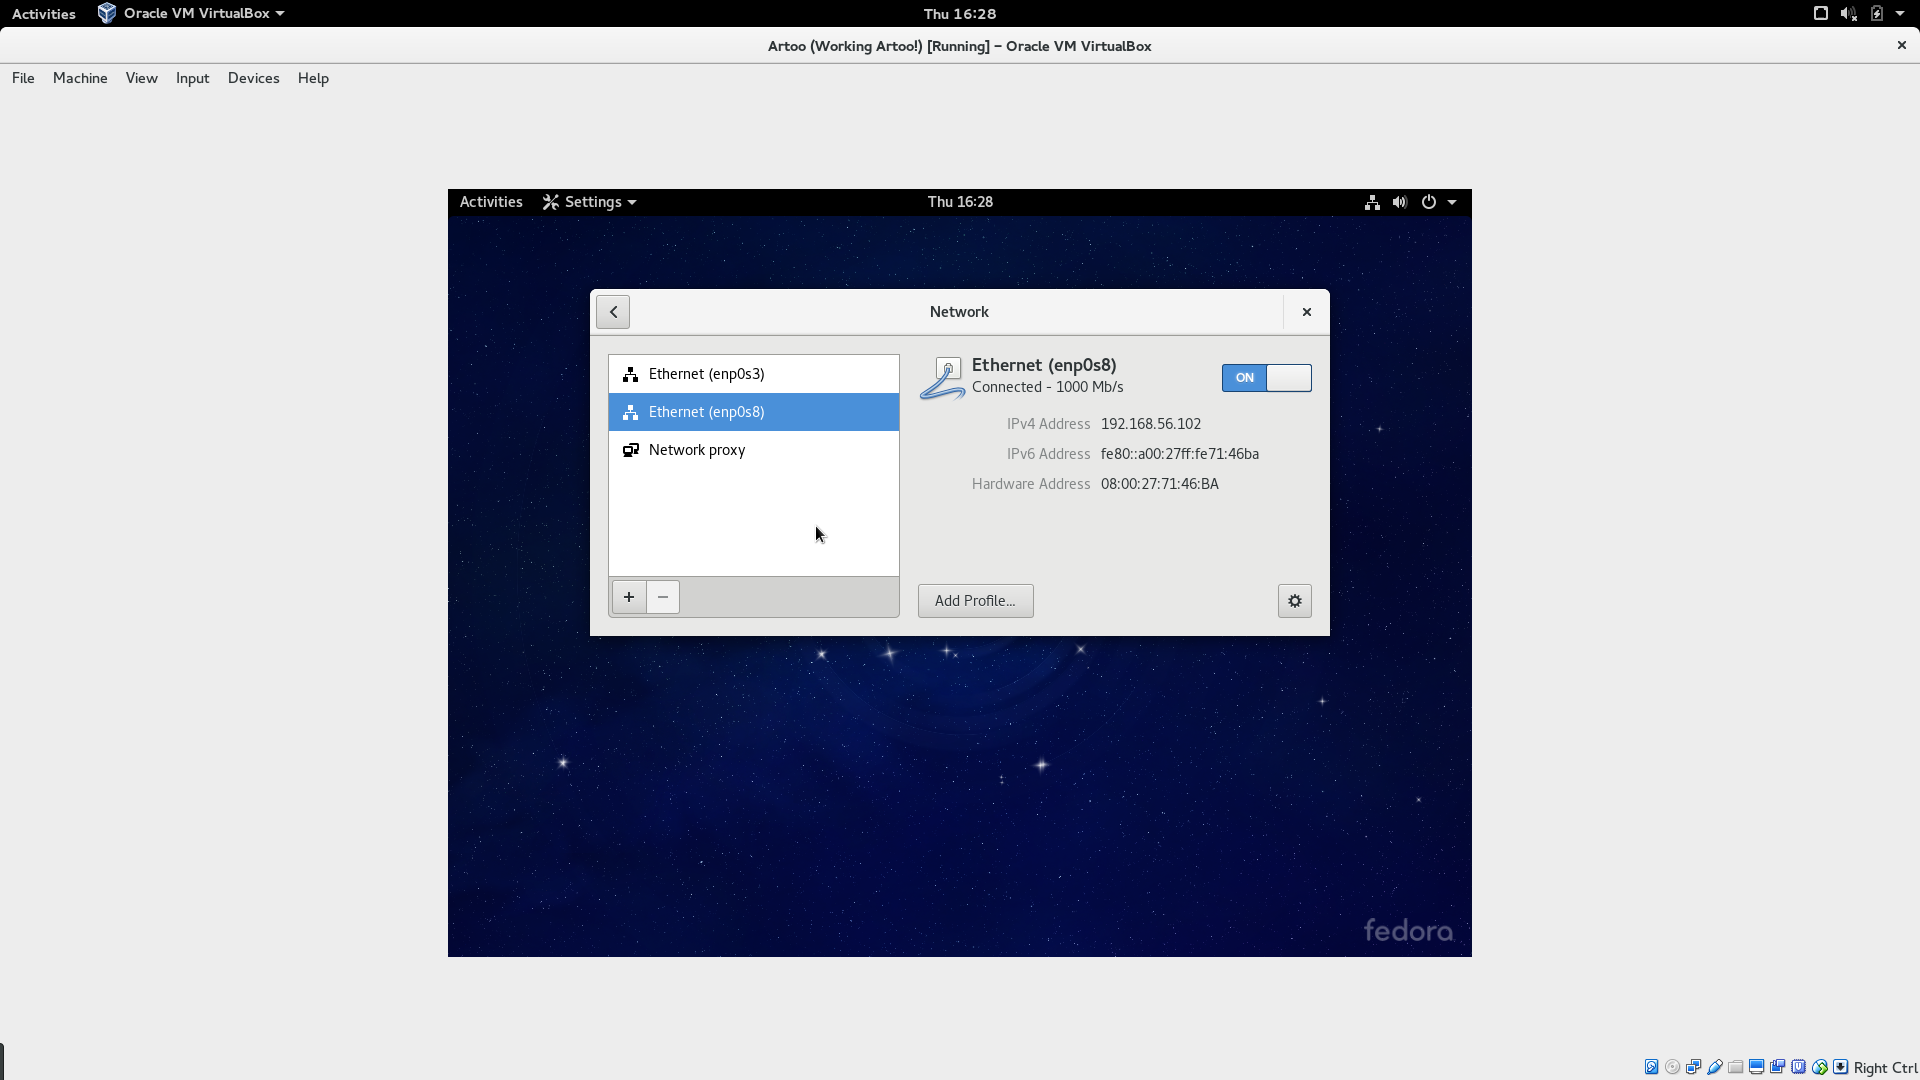 Activities Oracle VM VirtualBox Thu 16:28
Artoo (Working Artoo!) [Running] – Oracle VM VirtualBox
File Machine View Input Devices Help
Activities Settings Thu 16:28
Network
Ethernet (enp0s3)
Ethernet (enp0s8)
Network proxy
Ethernet (enp0s8)
Connected - 1000 Mb/s
ON
IPv4 Address 192.168.56.102
IPv6 Address fe80::a00:27ff:fe71:46ba
Hardware Address 08:00:27:71:46:BA
Add Profile...
fedora
Right Ctrl